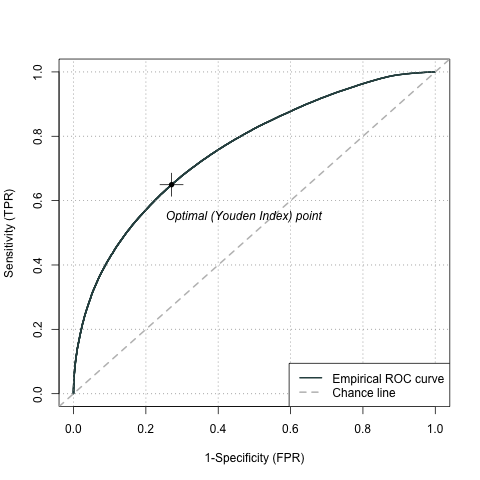 1.0
0.8
0.6
0.4
0.2
0.0
Sensitivity (TPR)
Optimal (Youden Index) point
Empirical ROC curve
Chance line
0.0 0.2 0.4 0.6 0.8 1.0
1-Specificity (FPR)